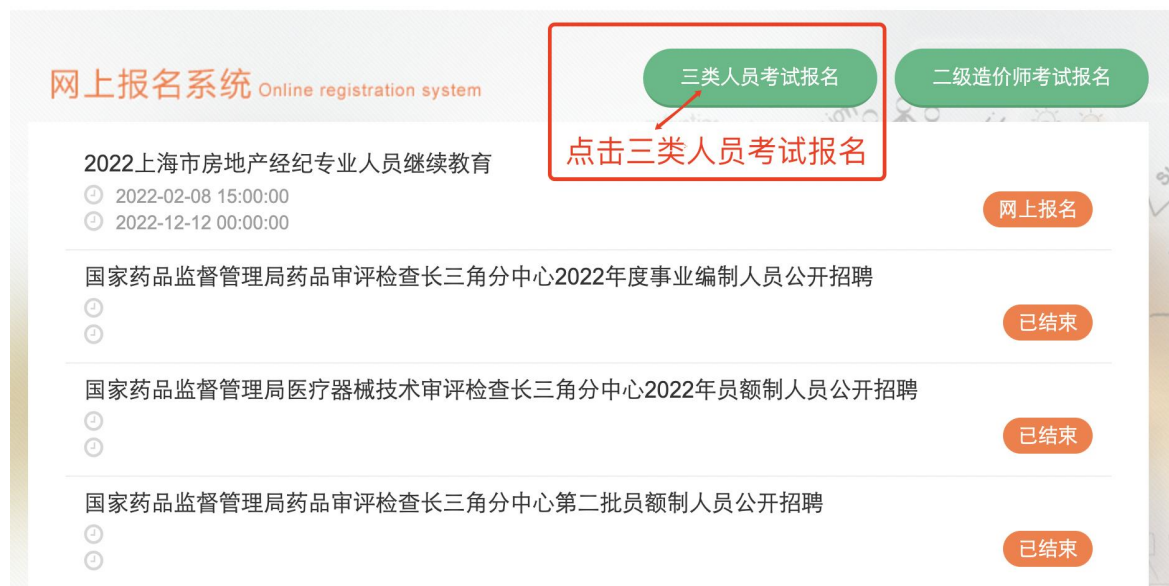 网上报名系统 Online registration system
三类人员考试报名
二级造价师考试报名
点击三类人员考试报名
2022上海市房地产经纪专业人员继续教育
2022-02-08 15:00:00
2022-12-12 00:00:00
网上报名
国家药品监督管理局药品审评检查长三角分中心2022年度事业编制人员公开招聘
已结束
国家药品监督管理局医疗器械技术审评检查长三角分中心2022年员额制人员公开招聘
已结束
国家药品监督管理局药品审评检查长三角分中心第二批员额制人员公开招聘
已结束